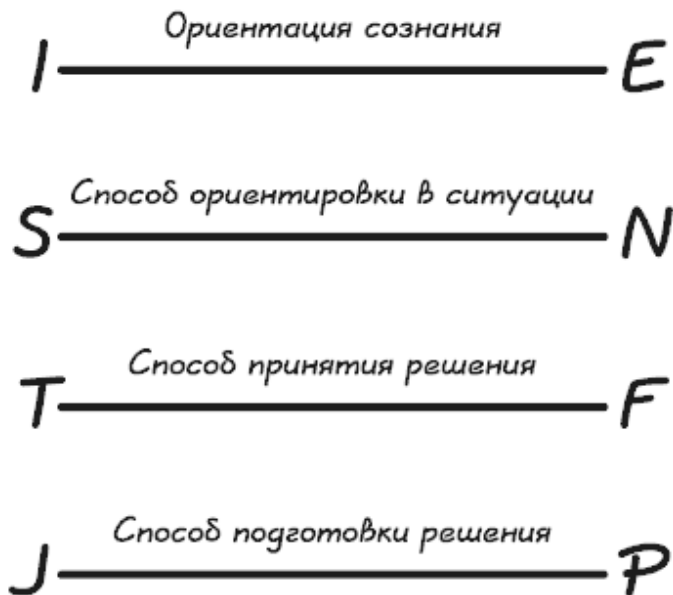 Ориентация сознания
I E
Способ ориентировки в ситуации
S N
Способ принятия решения
T F
Способ подготовки решения
J P